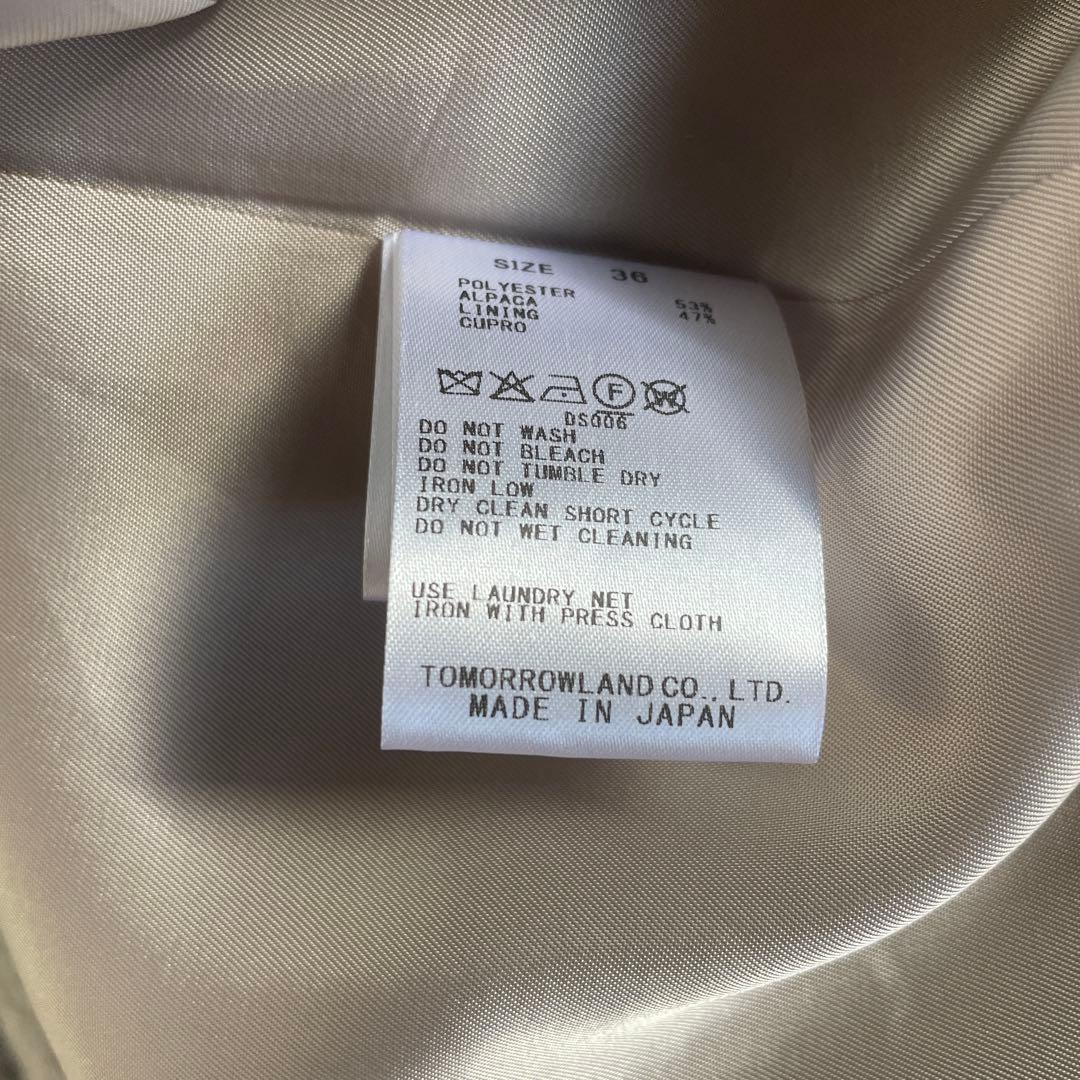 SIZE 36
POLYESTER 53%
ALPACA 47%
LINING
CUPRO
F W
DS006
DO NOT WASH
DO NOT BLEACH
DO NOT TUMBLE DRY
IRON LOW
DRY CLEAN SHORT CYCLE
DO NOT WET CLEANING
USE LAUNDRY NET
IRON WITH PRESS CLOTH
TOMORROWLAND CO., LTD.
MADE IN JAPAN